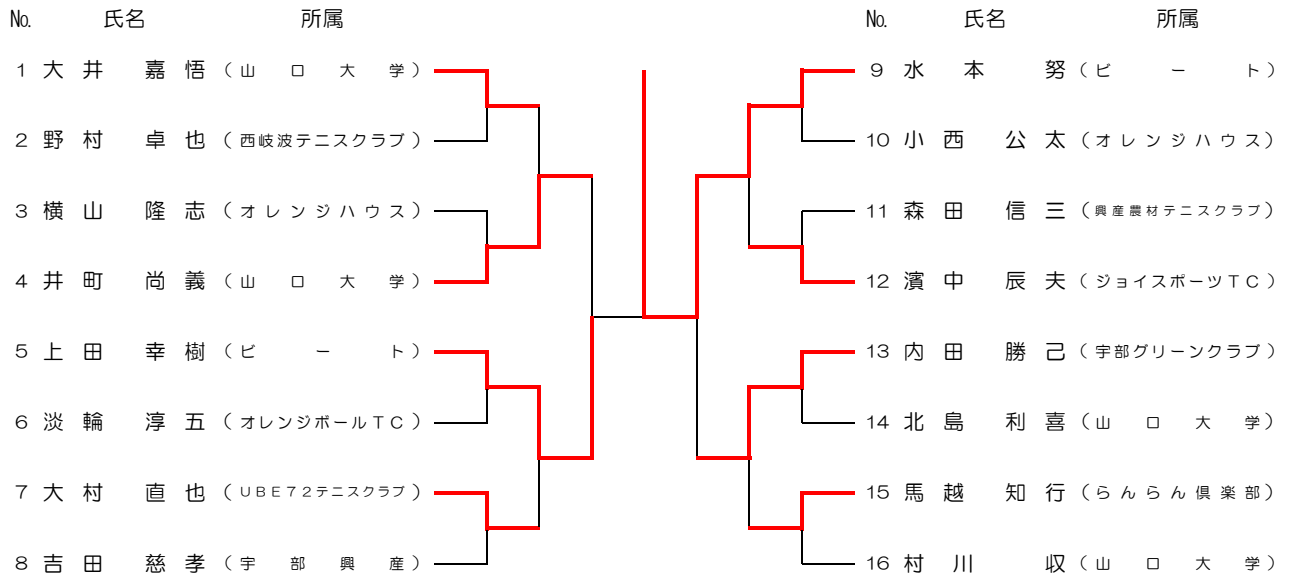 № 氏名 所属
1 大井 嘉悟 (山口大学)
2 野村 卓也 (西岐波テニスクラブ)
3 横山 隆志 (オレンジハウス)
4 井町 尚義 (山口大学)
5 上田 幸樹 (ビート)
6 淡輪 淳五 (オレンジボールTC)
7 大村 直也 (UBE72テニスクラブ)
8 吉田 慈孝 (宇部興産)
№ 氏名 所属
9 水本 努 (ビート)
10 小西 公太 (オレンジハウス)
11 森田 信三 (興産農材テニスクラブ)
12 濱中 辰夫 (ジョイスポーツTC)
13 内田 勝己 (宇部グリーンクラブ)
14 北島 利喜 (山口大学)
15 馬越 知行 (らんらん倶楽部)
16 村川 収 (山口大学)